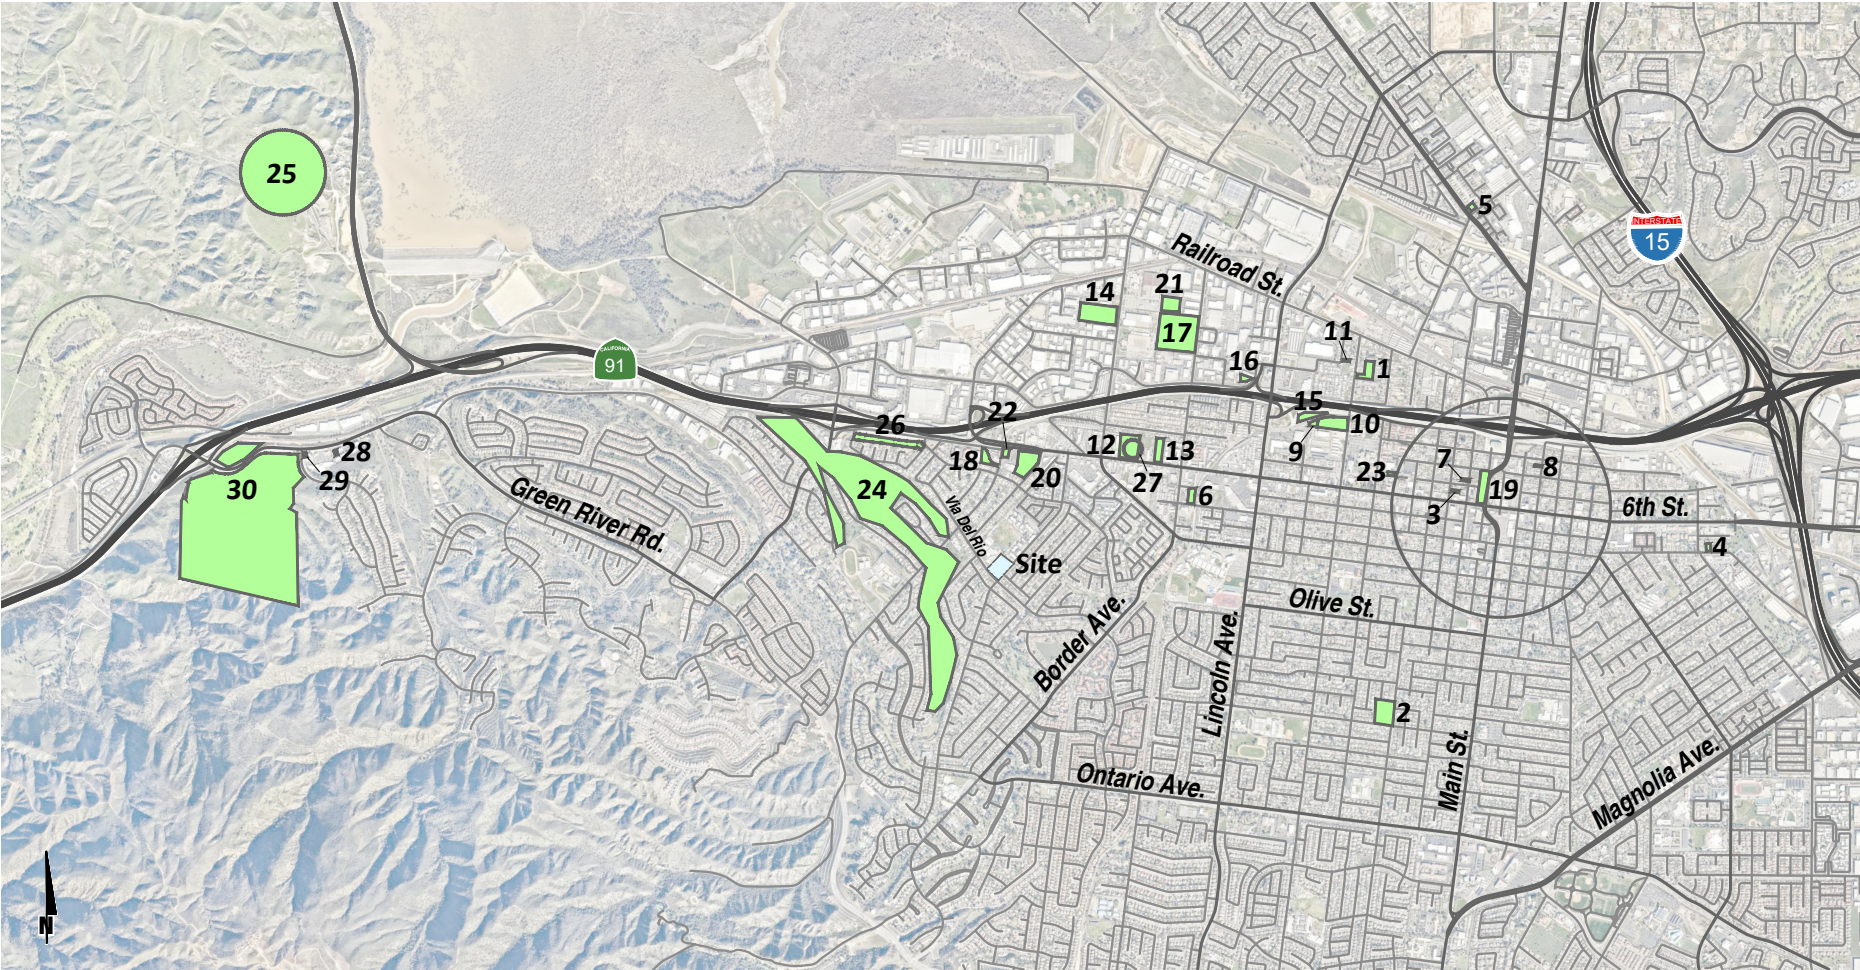 25
5
INTERSTATE
15
Railroad St.
21
14
17
11
16
1
CALIFORNIA
91
15
22
10
26
12
13
9
18
20
27
23
7
8
28
29
30
24
6
3
19
6th St.
Green River Rd.
Via Del Rio
4
Site
Olive St.
Border Ave.
Lincoln Ave.
2
Main St.
Ontario Ave.
Magnolia Ave.
N